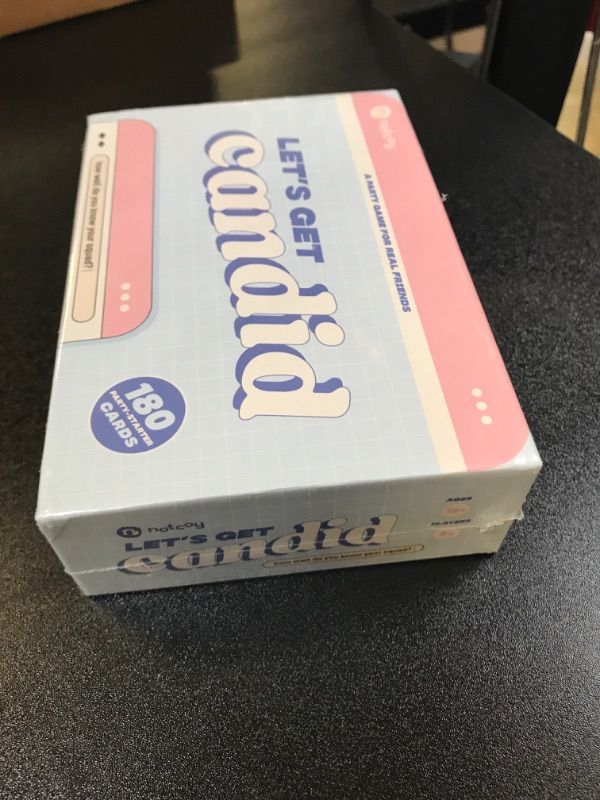 notcoy
A PARTY GAME FOR REAL FRIENDS
LET'S GET
candid
how well do you know your squad?
180
PARTY-STARTER
CARDS
notcoy
LET'S GET
candid
how well do you know your squad?
AGES
PLAYERS